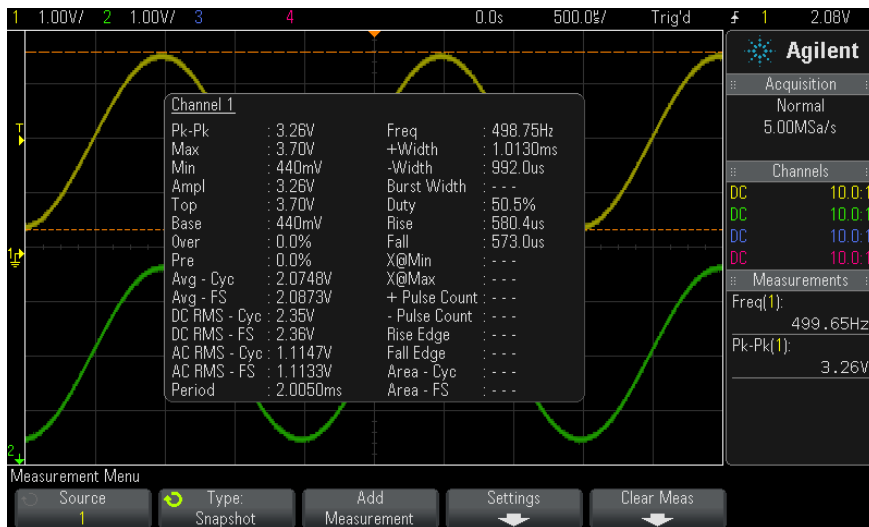 1 1.00V/ 2 1.00V/ 3 4 0.0s 500.0us/ Trig'd 1 2.08V
Agilent
Acquisition
Normal
5.00MSa/s
Channels
DC 10.0:1
DC 10.0:1
DC 10.0:1
DC 10.0:1
Measurements
Freq(1):
499.65Hz
Pk-Pk(1):
3.26V
T
1
2
Channel 1
Pk-Pk : 3.26V Freq : 498.75Hz
Max : 3.70V +Width : 1.0130ms
Min : 440mV -Width : 992.0us
Ampl : 3.26V Burst Width : - - -
Top : 3.70V Duty : 50.5%
Base : 440mV Rise : 580.4us
Over : 0.0% Fall : 573.0us
Pre : 0.0% X@Min : - - -
Avg - Cyc : 2.0748V X@Max : - - -
Avg - FS : 2.0873V + Pulse Count : - - -
DC RMS - Cyc : 2.35V - Pulse Count : - - -
DC RMS - FS : 2.36V Rise Edge : - - -
AC RMS - Cyc : 1.1147V Fall Edge : - - -
AC RMS - FS : 1.1133V Area - Cyc : - - -
Period : 2.0050ms Area - FS : - - -
Measurement Menu
Source
1
Type:
Snapshot
Add
Measurement
Settings
Clear Meas